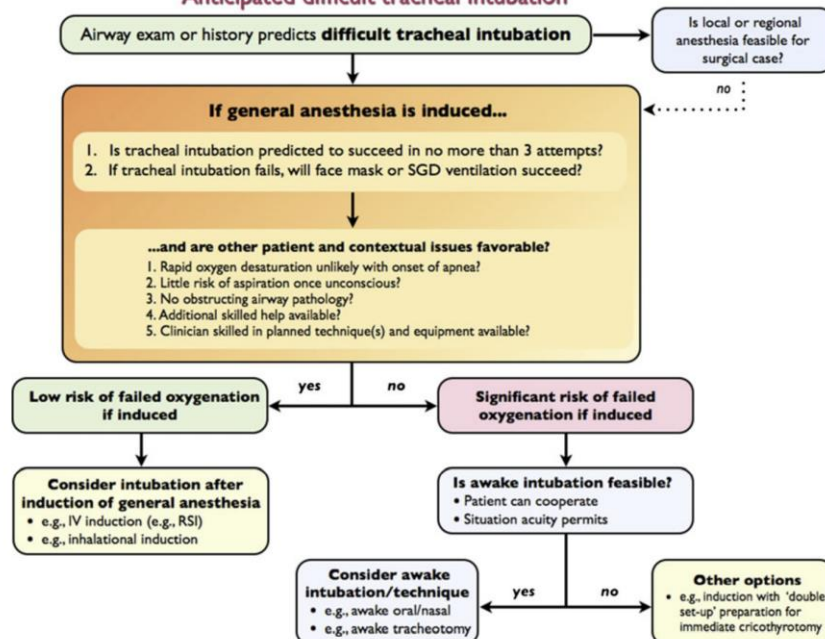 Anticipated difficult tracheal intubation
Airway exam or history predicts difficult tracheal intubation
Is local or regional
anesthesia feasible for
surgical case?
no
If general anesthesia is induced...
1. Is tracheal intubation predicted to succeed in no more than 3 attempts?
2. If tracheal intubation fails, will face mask or SGD ventilation succeed?
...and are other patient and contextual issues favorable?
1. Rapid oxygen desaturation unlikely with onset of apnea?
2. Little risk of aspiration once unconscious?
3. No obstructing airway pathology?
4. Additional skilled help available?
5. Clinician skilled in planned technique(s) and equipment available?
yes
no
Low risk of failed oxygenation
if induced
Significant risk of failed
oxygenation if induced
Consider intubation after
induction of general anesthesia
• e.g., IV induction (e.g., RSI)
• e.g., inhalational induction
Is awake intubation feasible?
• Patient can cooperate
• Situation acuity permits
yes
no
Consider awake
intubation/technique
• e.g., awake oral/nasal
• e.g., awake tracheotomy
Other options
• e.g., induction with 'double
set-up' preparation for
immediate cricothyrotomy